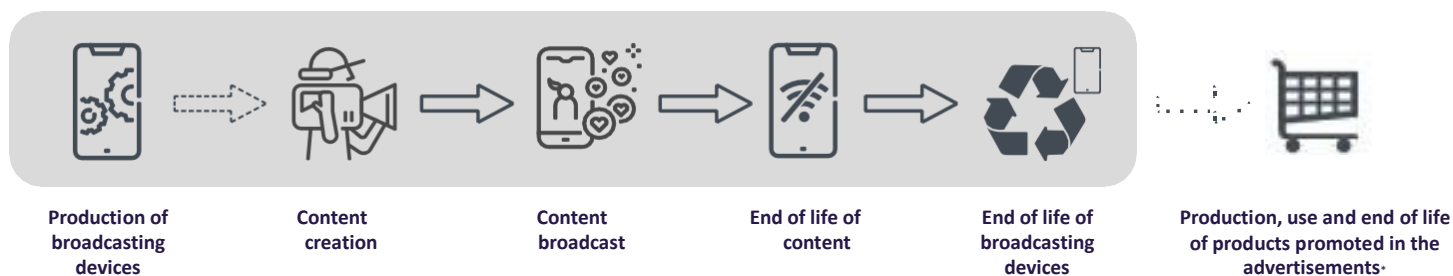 Production of
broadcasting
devices
Content
creation
Content
broadcast
End of life of
content
End of life of
broadcasting
devices
Production, use and end of life
of products promoted in the
advertisements*